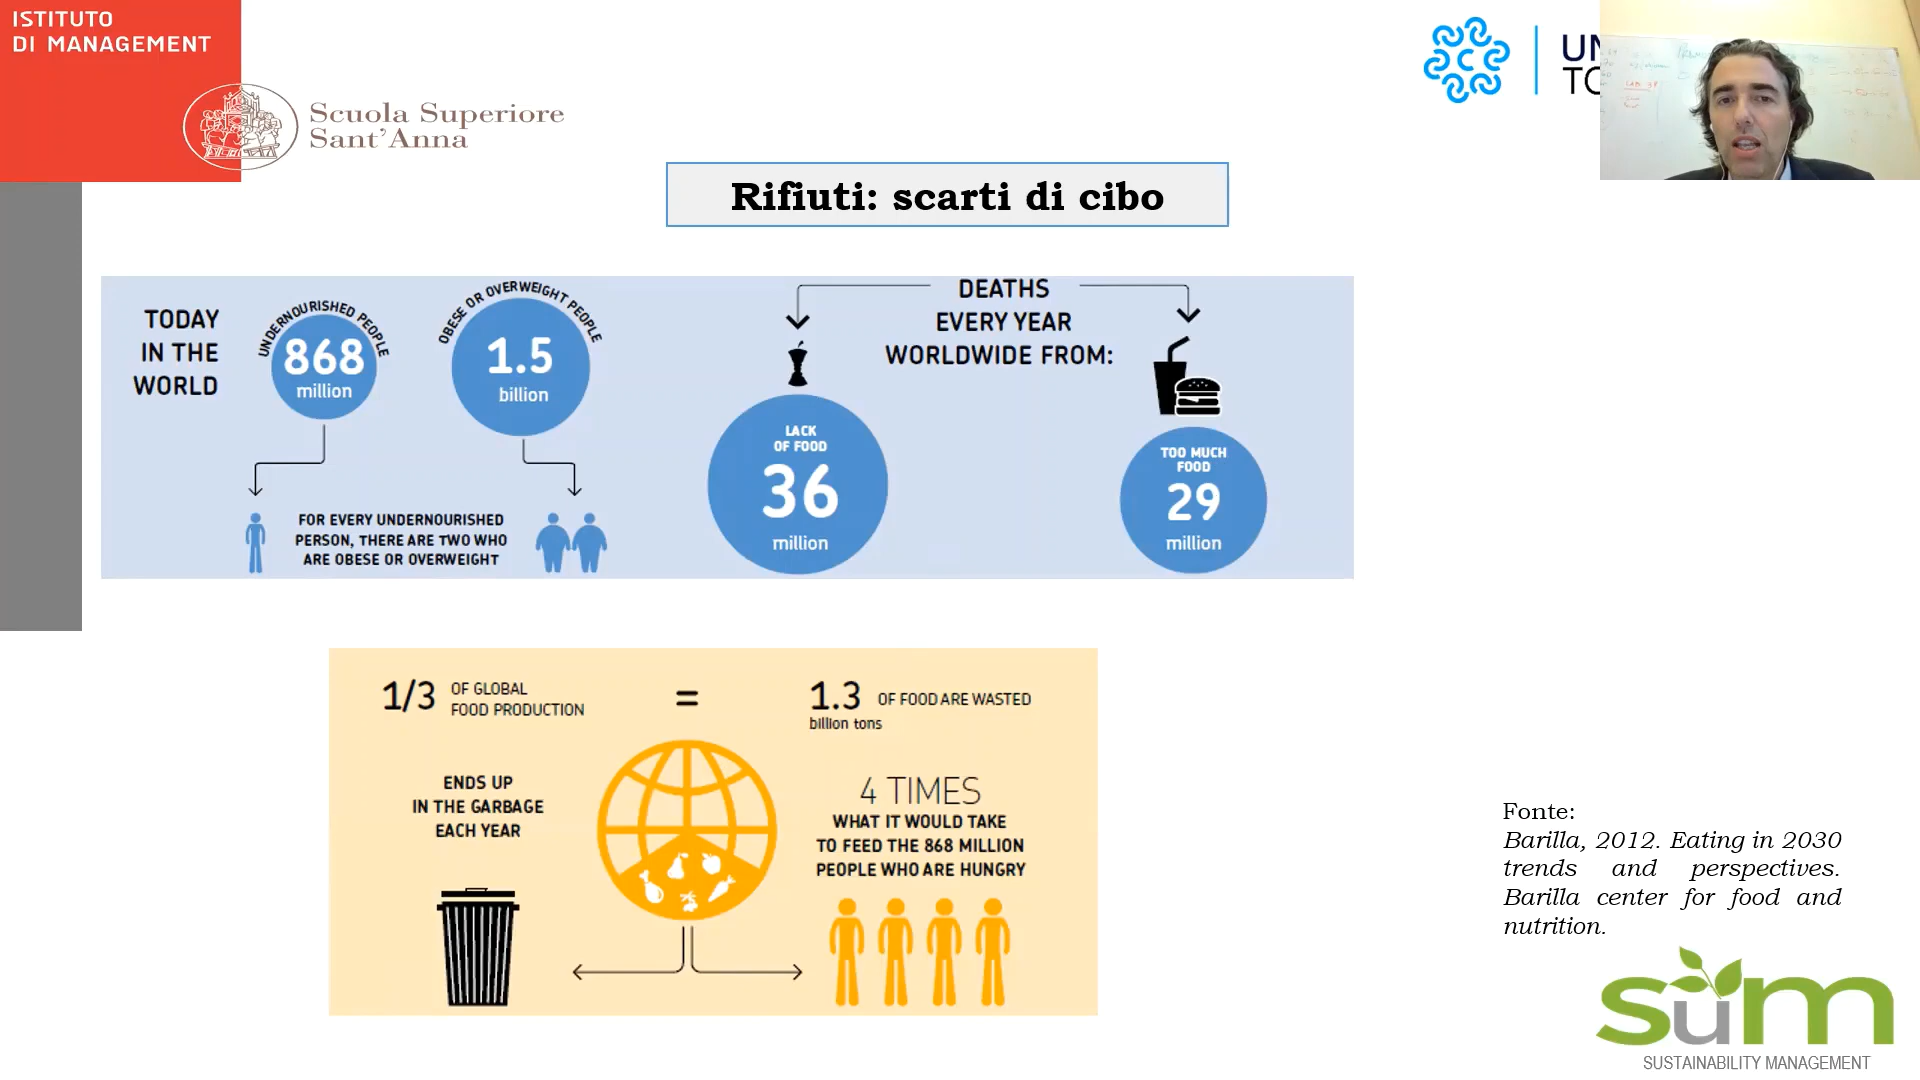 ISTITUTO
DI MANAGEMENT
Scuola Superiore
Sant'Anna
Rifiuti: scarti di cibo
TODAY
IN THE
WORLD
UNDERNOURISHED PEOPLE
868
million
OBESE OR OVERWEIGHT PEOPLE
1.5
billion
FOR EVERY UNDERNOURISHED
PERSON, THERE ARE TWO WHO
ARE OBESE OR OVERWEIGHT
DEATHS
EVERY YEAR
WORLDWIDE FROM:
LACK
OF FOOD
36
million
TOO MUCH
FOOD
29
million
1/3 OF GLOBAL
FOOD PRODUCTION
=
1.3 OF FOOD ARE WASTED
billion tons
ENDS UP
IN THE GARBAGE
EACH YEAR
4 TIMES
WHAT IT WOULD TAKE
TO FEED THE 868 MILLION
PEOPLE WHO ARE HUNGRY
Fonte:
Barilla, 2012. Eating in 2030
trends and perspectives.
Barilla center for food and
nutrition.
sum
SUSTAINABILITY MANAGEMENT